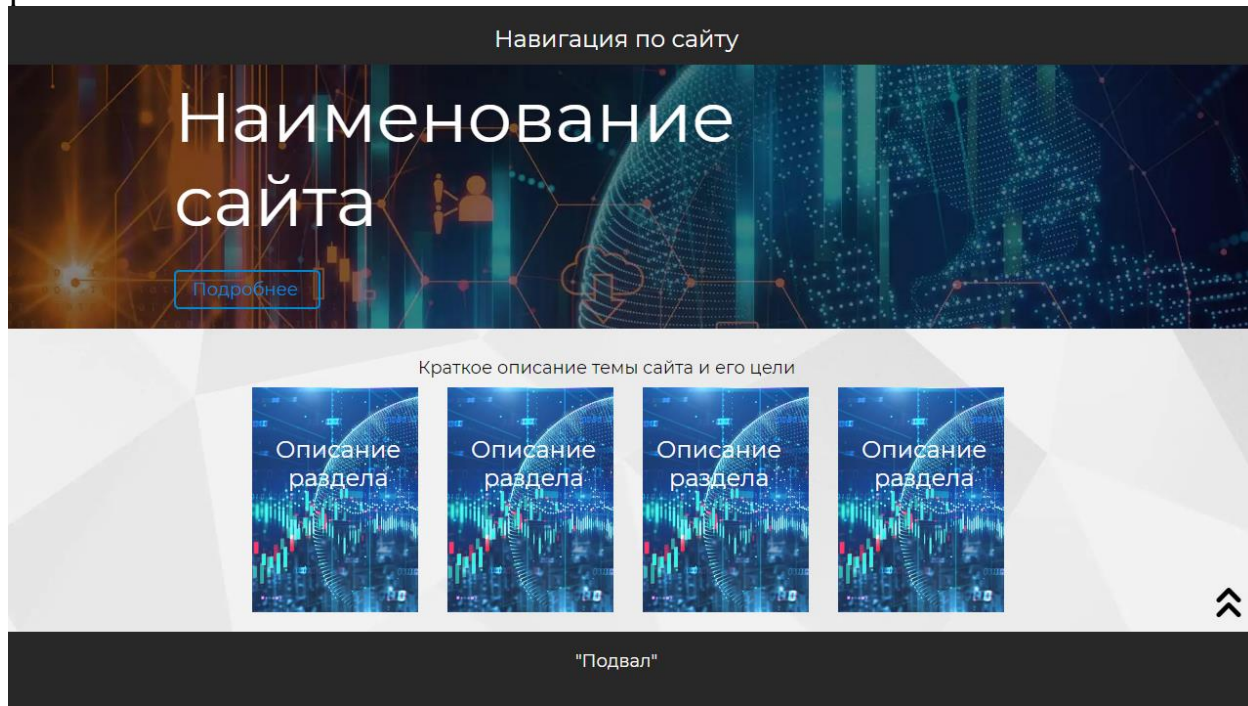 Навигация по сайту
Наименование
сайта
Подробнее
Краткое описание темы сайта и его цели
Описание
раздела
Описание
раздела
Описание
раздела
Описание
раздела
"Подвал"